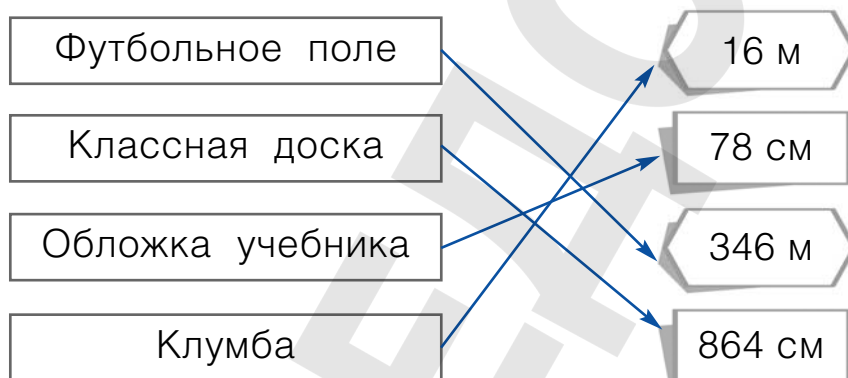 Футбольное поле 16 м
Классная доска 78 см
Обложка учебника 346 м
Клумба 864 см